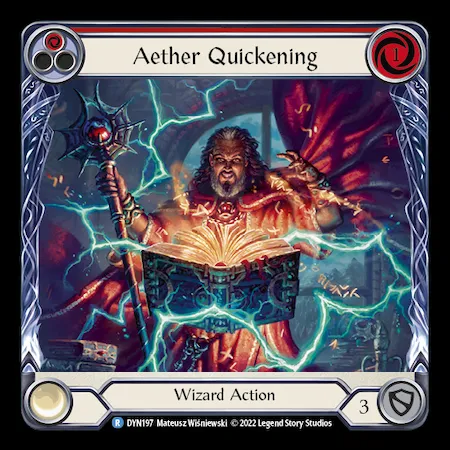 Aether Quickening
1
Wizard Action
3
R DYN197 Mateusz Wiśniewski © 2022 Legend Story Studios